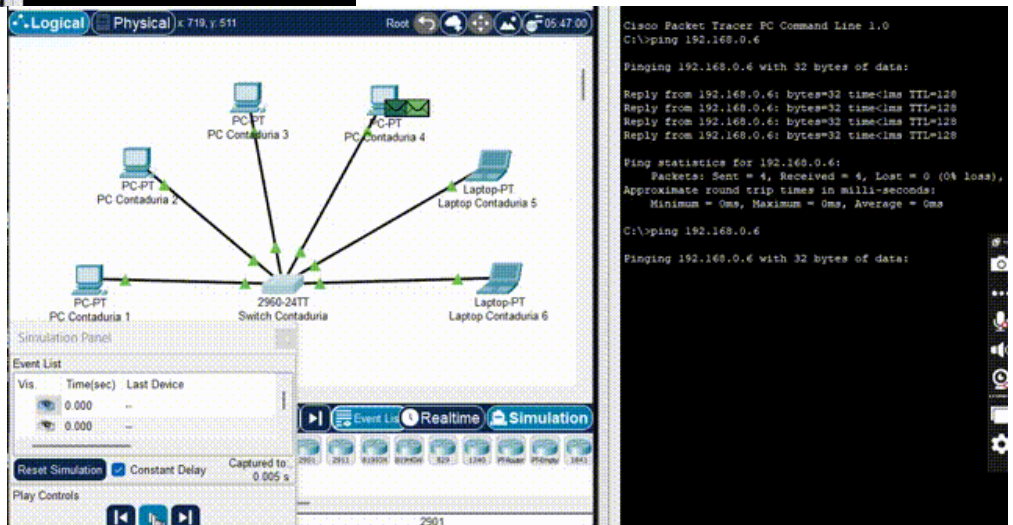 Logical
Physical x: 719, y: 511
Root
05:47:00
PC-PT
PC Contaduria 3
PC-PT
PC Contaduria 4
PC-PT
PC Contaduria 2
Laptop-PT
Laptop Contaduria 5
PC-PT
PC Contaduria 1
2960-24TT
Switch Contaduria
Laptop-PT
Laptop Contaduria 6
Simulation Panel
Event List
Vis. Time(sec) Last Device
0.000 --
0.000 --
Reset Simulation Constant Delay Captured to:
0.005 s
Play Controls
Event Lis Realtime Simulation
2901 2911 819IOX 819HGW 829 1240 PT-Router PT-Empty 1841
2901
Cisco Packet Tracer PC Command Line 1.0
C:\>ping 192.168.0.6
Pinging 192.168.0.6 with 32 bytes of data:
Reply from 192.168.0.6: bytes=32 time<1ms TTL=128
Reply from 192.168.0.6: bytes=32 time<1ms TTL=128
Reply from 192.168.0.6: bytes=32 time<1ms TTL=128
Reply from 192.168.0.6: bytes=32 time<1ms TTL=128
Ping statistics for 192.168.0.6:
Packets: Sent = 4, Received = 4, Lost = 0 (0% loss),
Approximate round trip times in milli-seconds:
Minimum = 0ms, Maximum = 0ms, Average = 0ms
C:\>ping 192.168.0.6
Pinging 192.168.0.6 with 32 bytes of data: